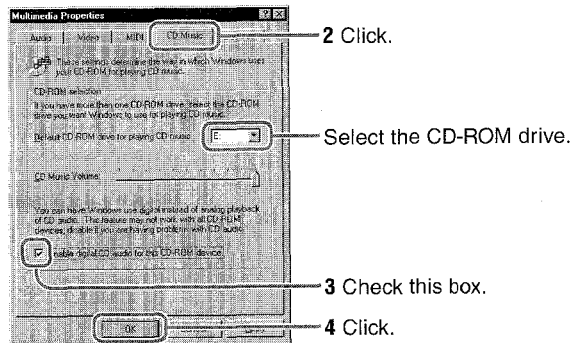 Multimedia Properties
Audio Video MIDI CD Music
2 Click.
These settings determine the way in which Windows uses
your CD-ROM for playing CD music.
CD-ROM selection
If you have more than one CD-ROM drive, select the CD-ROM
drive you want Windows to use for playing CD music.
Default CD-ROM drive for playing CD music: E:
Select the CD-ROM drive.
CD Music Volume:
You can have Windows use digital instead of analog playback
of CD audio. This feature may not work with all CD-ROM
devices; disable if you are having problems with CD audio.
Enable digital CD audio for this CD-ROM device.
3 Check this box.
OK
4 Click.